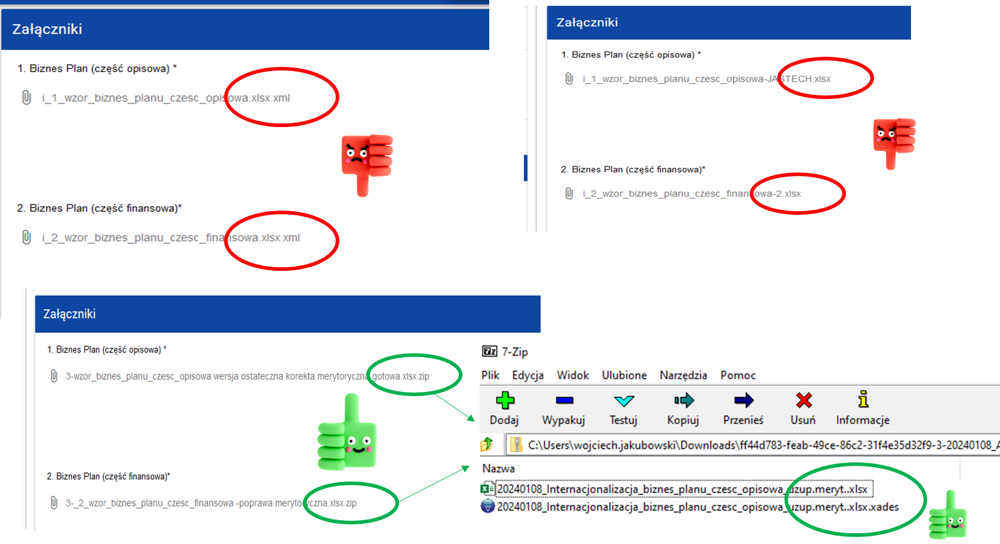 Załączniki
1. Biznes Plan (część opisowa) *
i_1_wzor_biznes_planu_czesc_opisowa.xlsx.xml
2. Biznes Plan (część finansowa)*
i_2_wzor_biznes_planu_czesc_finansowa.xlsx.xml
Załączniki
1. Biznes Plan (część opisowa) *
i_1_wzor_biznes_planu_czesc_opisowa-JASTECH.xlsx
2. Biznes Plan (część finansowa)*
i_2_wzor_biznes_planu_czesc_finansowa-2.xlsx
Załączniki
1. Biznes Plan (część opisowa) *
3-wzor_biznes_planu_czesc_opisowa wersja ostateczna korekta merytoryczna gotowa.xlsx.zip
2. Biznes Plan (część finansowa)*
3-_2_wzor_biznes_planu_czesc_finansowa -poprawa merytoryczna.xlsx.zip
7z 7-Zip
Plik Edycja Widok Ulubione Narzędzia Pomoc
Dodaj Wypakuj Testuj Kopiuj Przenieś Usuń Informacje
C:\Users\wojciech.jakubowski\Downloads\ff44d783-feab-49ce-86c2-31f4e35d32f9-3-20240108_A
Nazwa
20240108_Internacjonalizacja_biznes_planu_czesc_opisowa_uzup.meryt..xlsx
20240108_Internacjonalizacja_biznes_planu_czesc_opisowa_uzup.meryt..xlsx.xades